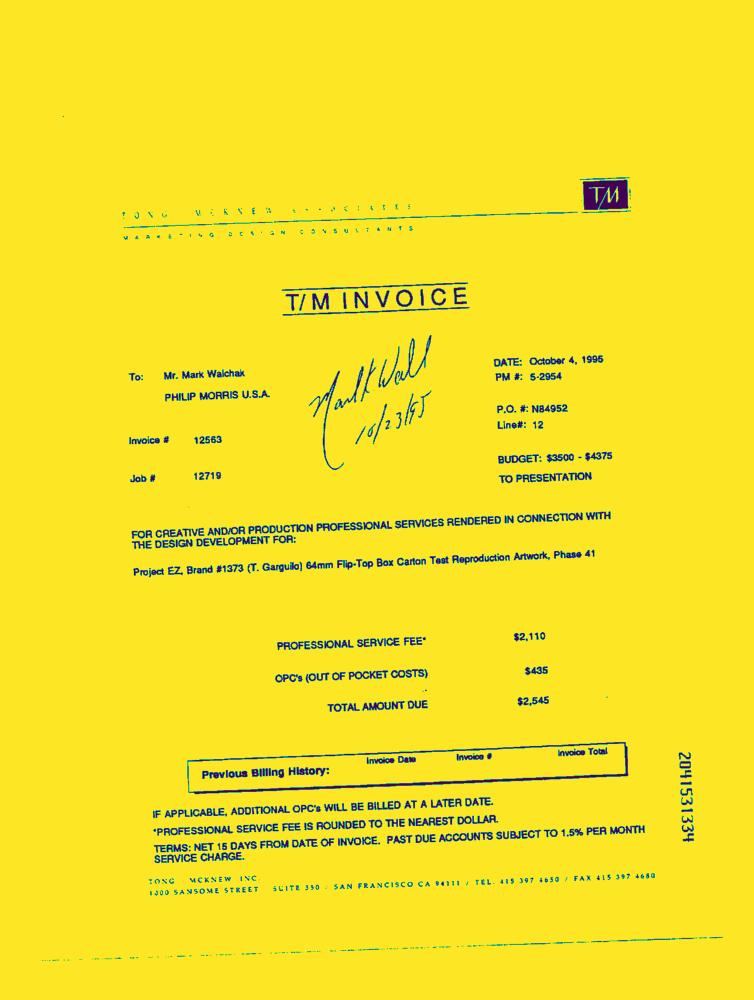 TONG MCKNEW ASSOCIATES
TM
MARKETING DESIGN CONSULTANTS
T/M INVOICE
To: Mr. Mark Walchak
PHILIP MORRIS U.S.A.
DATE: October 4, 1995
PM #: 5-2954
10/23/95
P.O. #: N84952
Line#: 12
Invoice # 12563
BUDGET: $3500 - $4375
TO PRESENTATION
Job # 12719
FOR CREATIVE AND/OR PRODUCTION PROFESSIONAL SERVICES RENDERED IN CONNECTION WITH
THE DESIGN DEVELOPMENT FOR:
Project EZ, Brand #1373 (T. Garguilo) 64mm Flip-Top Box Carton Test Reproduction Artwork, Phase 41
PROFESSIONAL SERVICE FEE* $2,110
OPC's (OUT OF POCKET COSTS) $435
TOTAL AMOUNT DUE $2,545
Previous Billing History: Invoice Date Invoice # Invoice Total
IF APPLICABLE, ADDITIONAL OPC's WILL BE BILLED AT A LATER DATE.
*PROFESSIONAL SERVICE FEE IS ROUNDED TO THE NEAREST DOLLAR.
TERMS: NET 15 DAYS FROM DATE OF INVOICE. PAST DUE ACCOUNTS SUBJECT TO 1.5% PER MONTH
SERVICE CHARGE.
TONG MCKNEW INC.
1300 SANSOME STREET SUITE 350 / SAN FRANCISCO CA 94111 / TEL. 415 397 4650 / FAX 415 397 4680
2041531334